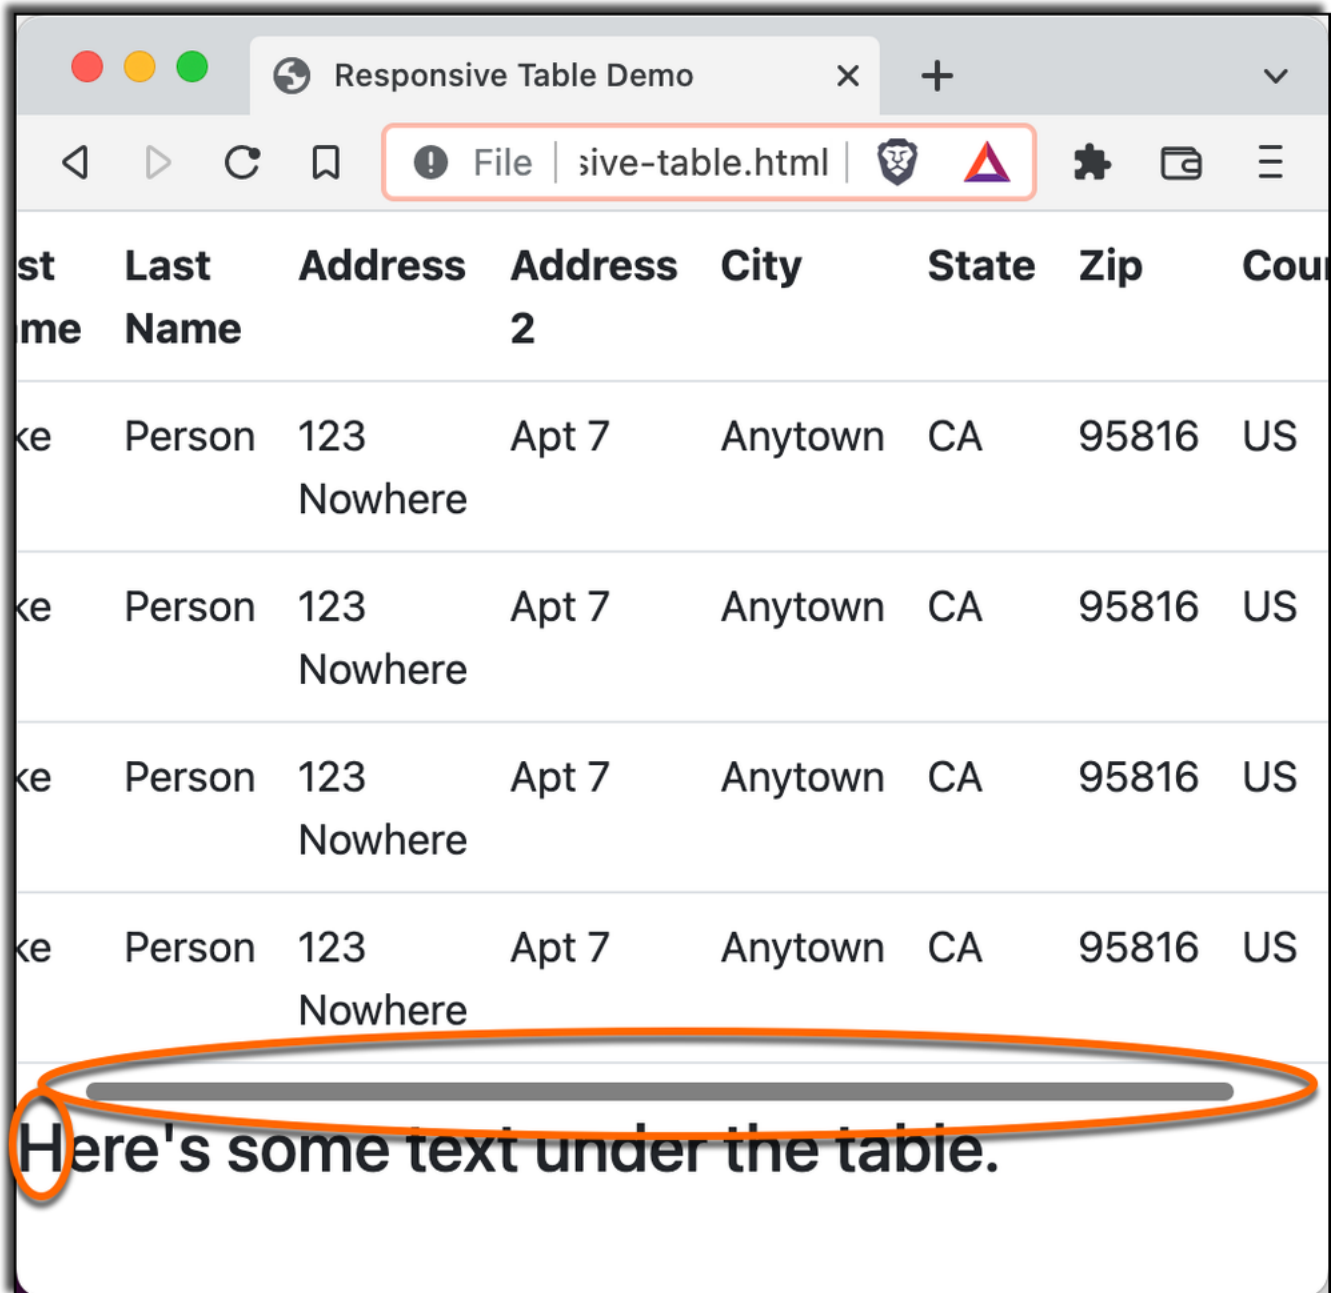 Responsive Table Demo
File sive-table.html
st Last Address Address City State Zip Cou
me Name 2
ke Person 123 Apt 7 Anytown CA 95816 US
Nowhere
ke Person 123 Apt 7 Anytown CA 95816 US
Nowhere
ke Person 123 Apt 7 Anytown CA 95816 US
Nowhere
ke Person 123 Apt 7 Anytown CA 95816 US
Nowhere
Here's some text under the table.